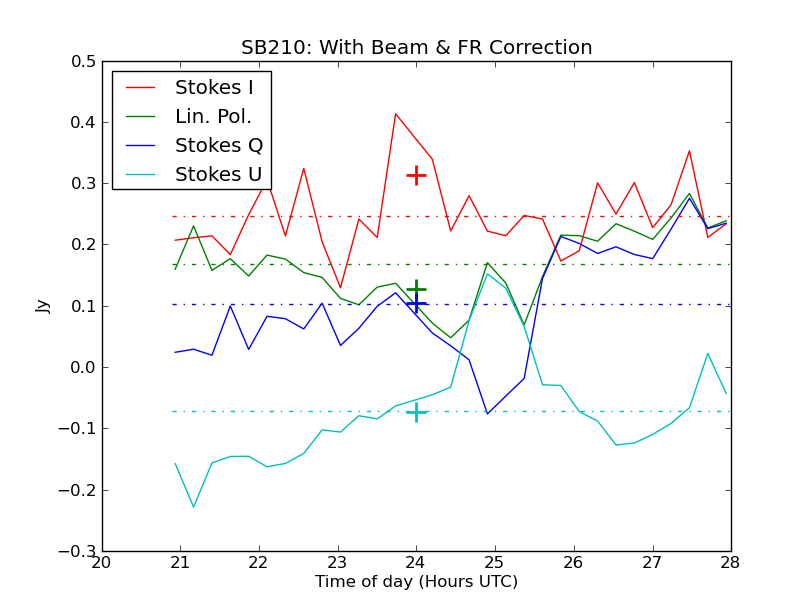 SB210: With Beam & FR Correction
0.5
0.4
0.3
0.2
0.1
0.0
−0.1
−0.2
−0.3
Jy
Stokes I
Lin. Pol.
Stokes Q
Stokes U
20 21 22 23 24 25 26 27 28
Time of day (Hours UTC)